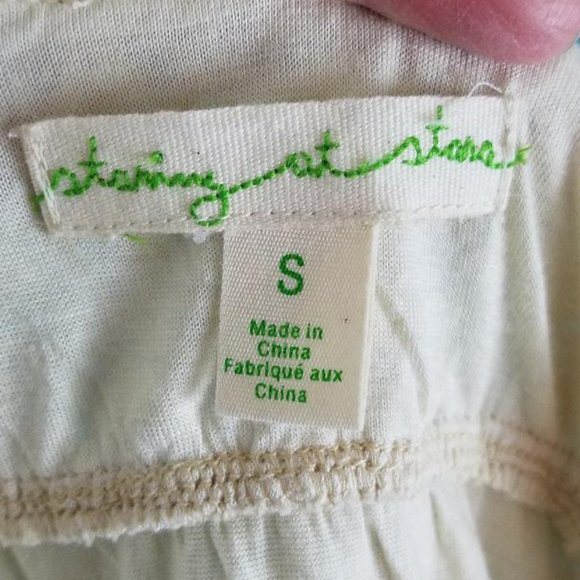 staring at stars
S
Made in
China
Fabriqué aux
China